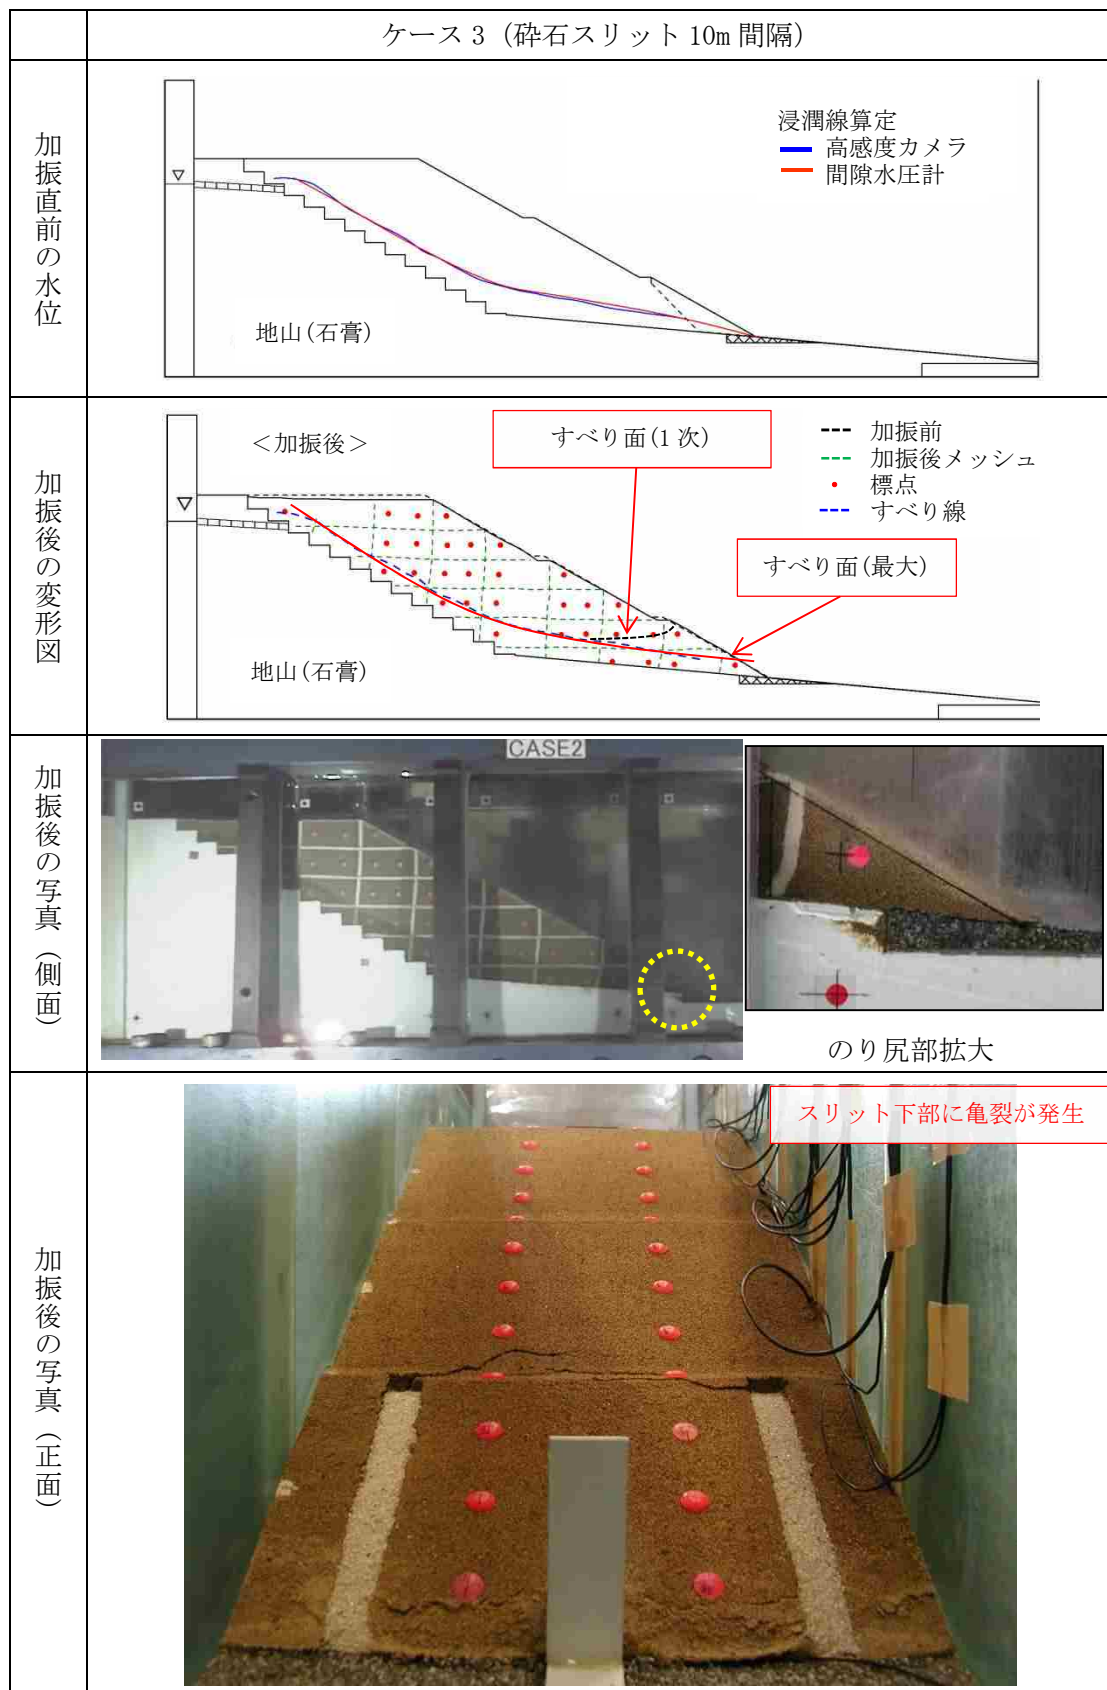 ケース3（砕石スリット10m間隔）
加振直前の水位
浸潤線算定
高感度カメラ
間隙水圧計
地山(石膏)
加振後の変形図
＜加振後＞
すべり面(1次)
加振前
加振後メッシュ
標点
すべり線
すべり面(最大)
地山(石膏)
加振後の写真（側面）
CASE2
のり尻部拡大
加振後の写真（正面）
スリット下部に亀裂が発生